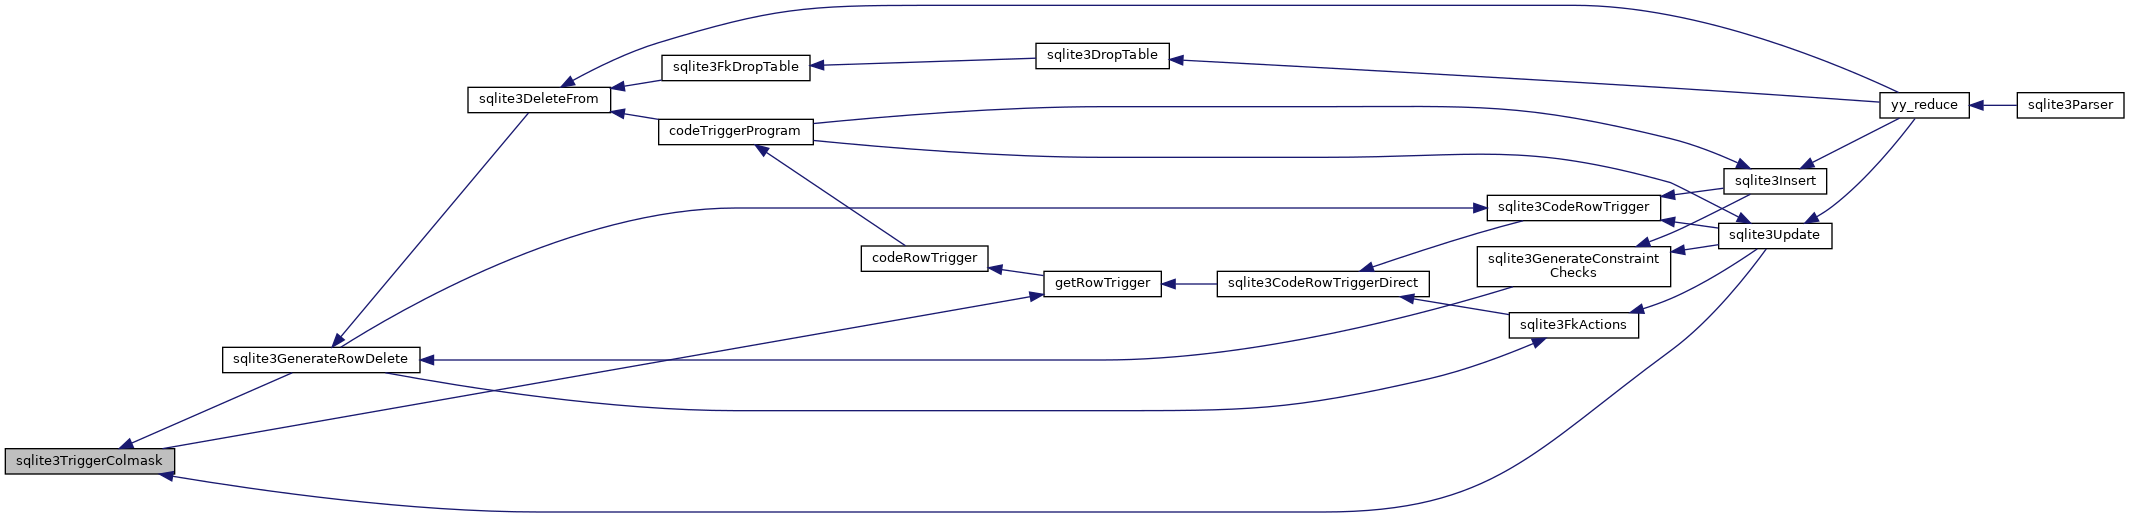 sqlite3DropTable
sqlite3FkDropTable
sqlite3DeleteFrom
yy_reduce
sqlite3Parser
codeTriggerProgram
sqlite3Insert
sqlite3CodeRowTrigger
sqlite3Update
codeRowTrigger
sqlite3GenerateConstraint
Checks
getRowTrigger
sqlite3CodeRowTriggerDirect
sqlite3FkActions
sqlite3GenerateRowDelete
sqlite3TriggerColmask